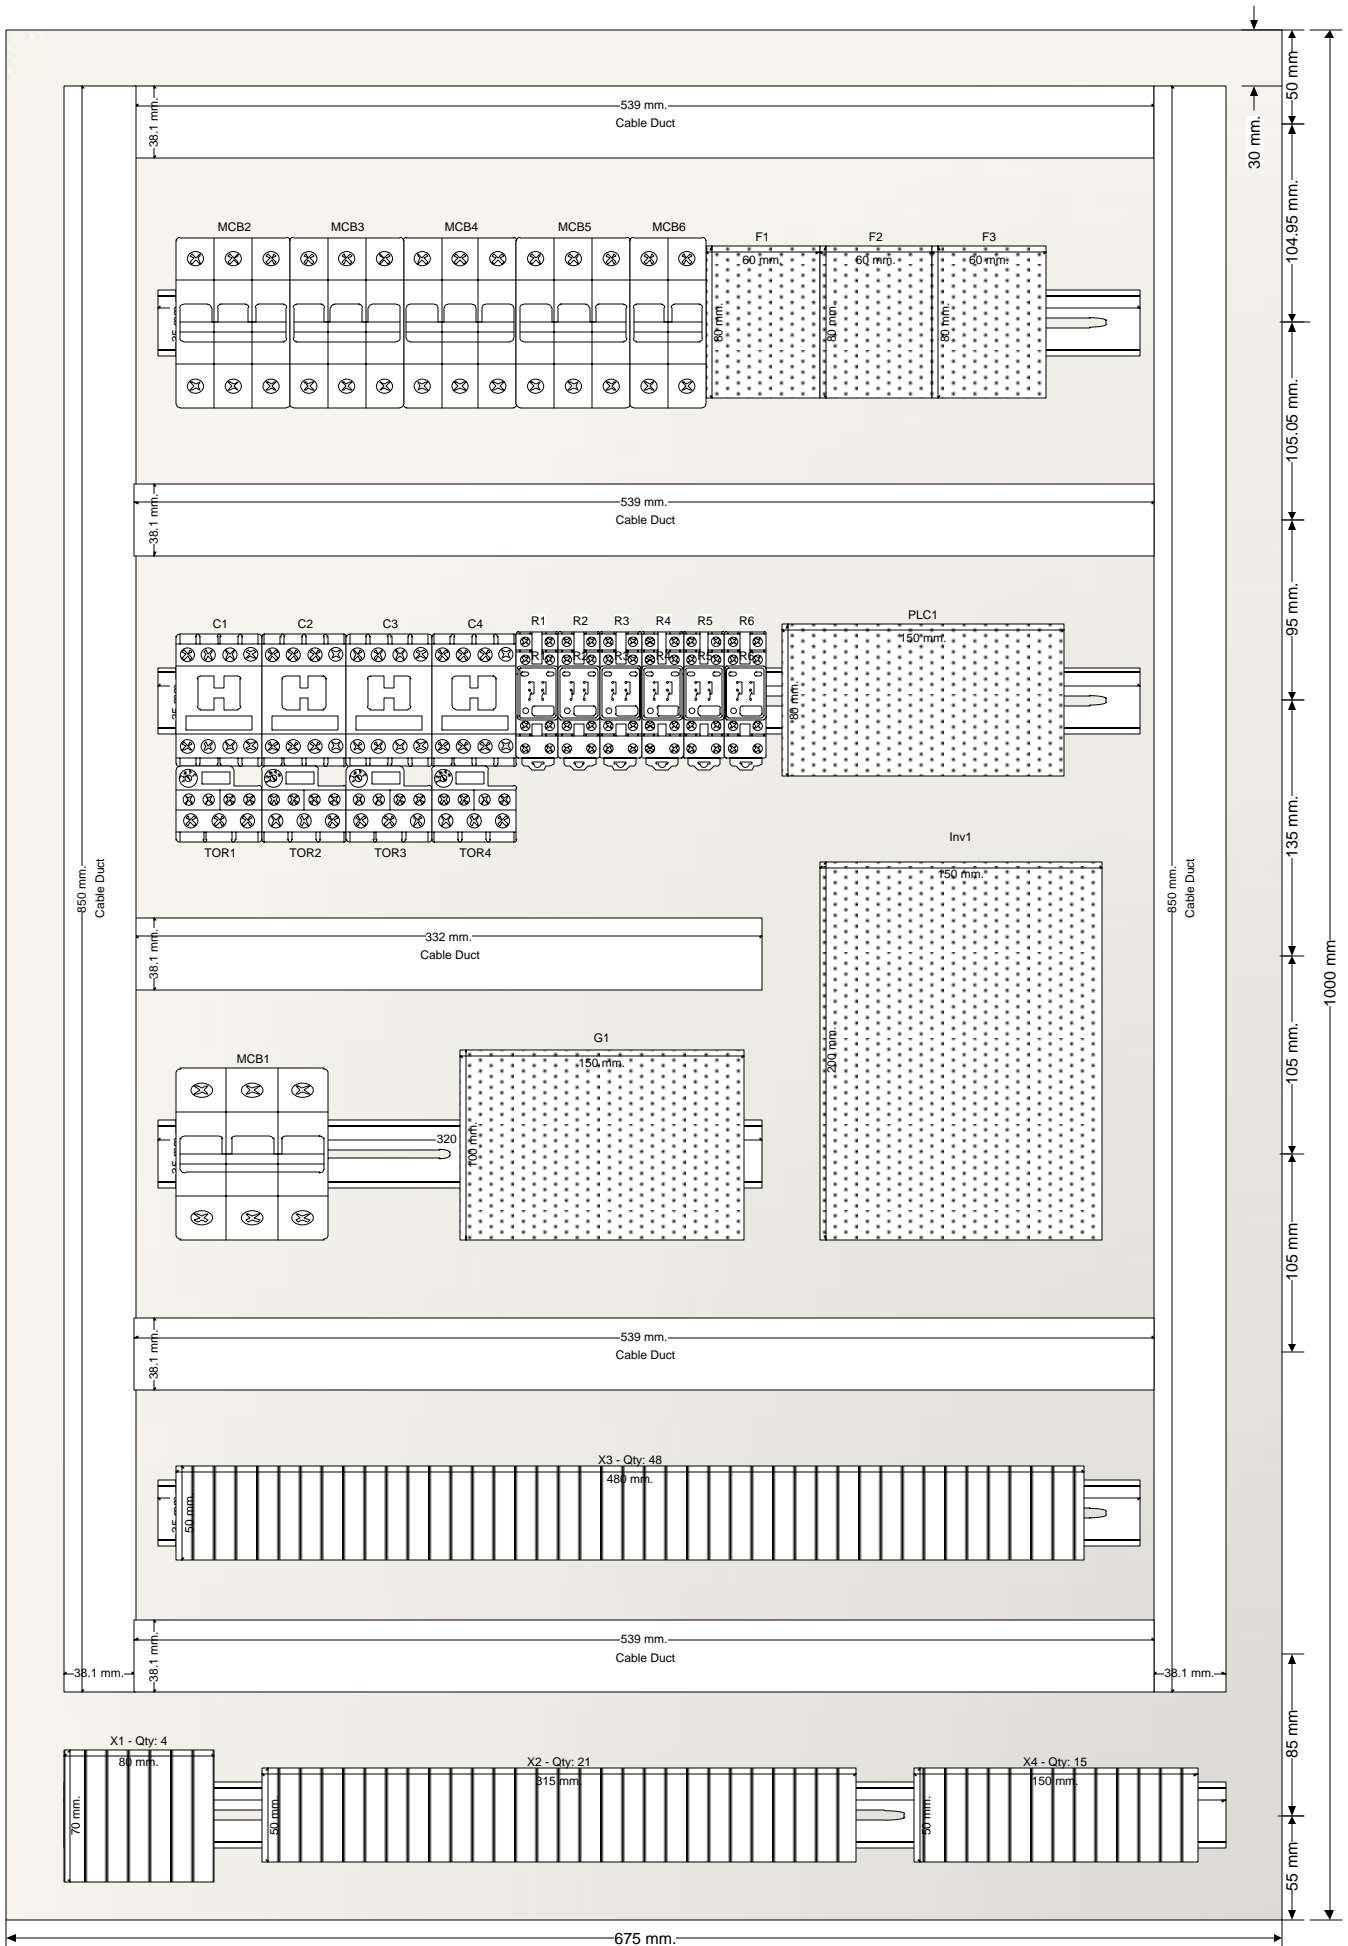 50 mm
30 mm.
539 mm.
Cable Duct
38.1 mm.
104.95 mm.
MCB2
MCB3
MCB4
MCB5
MCB6
F1
F2
F3
60 mm.
60 mm.
60 mm.
80 mm.
80 mm.
80 mm.
105.05 mm.
539 mm.
Cable Duct
38.1 mm.
95 mm.
C1
C2
C3
C4
R1
R2
R3
R4
R5
R6
PLC1
R1
R2
R3
R4
R5
R6
150 mm.
80 mm.
TOR1
TOR2
TOR3
TOR4
135 mm.
Inv1
150 mm.
200 mm.
850 mm.
Cable Duct
850 mm.
Cable Duct
332 mm.
Cable Duct
38.1 mm.
1000 mm
105 mm.
MCB1
G1
150 mm.
320
100 mm.
105 mm
539 mm.
Cable Duct
38.1 mm.
X3 - Qty: 48
480 mm.
50 mm.
539 mm.
Cable Duct
38.1 mm.
38.1 mm.
38.1 mm.
85 mm
X1 - Qty: 4
80 mm.
70 mm.
X2 - Qty: 21
315 mm.
50 mm.
X4 - Qty: 15
150 mm.
50 mm.
55 mm
675 mm.